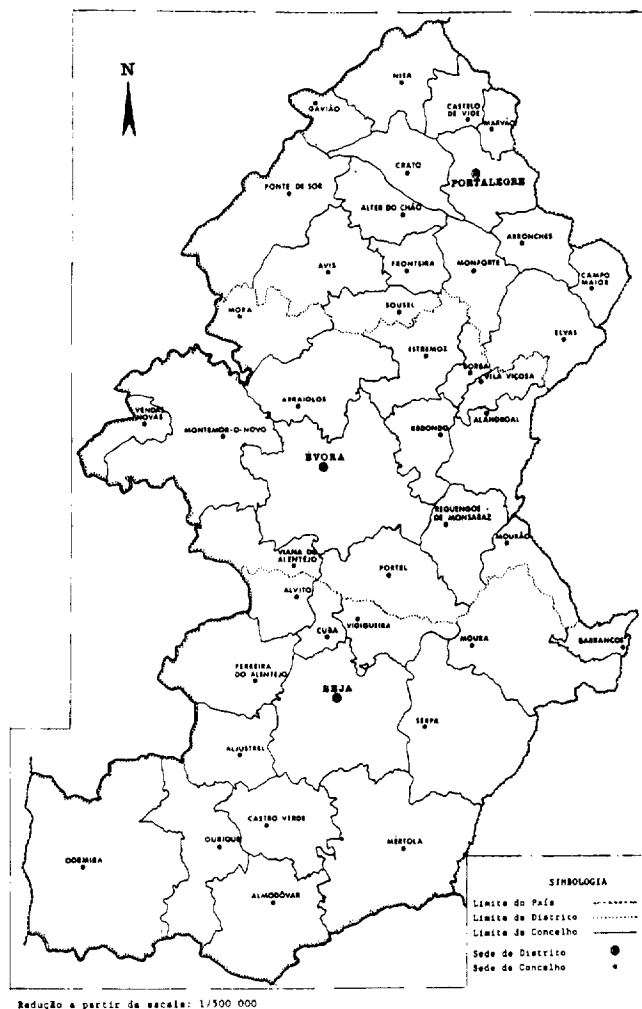 N
NISA
GAVIÃO
CASTELO
DE VIDE
MARVÃO
CRATO
PORTALEGRE
PONTE DE SOR
ALTER DO CHÃO
ARRONCHES
AVIS
FRONTEIRA
MONFORTE
CAMPO
MAIOR
MORA
SOUSEL
ELVAS
ESTREMOZ
BORBA
VILA VIÇOSA
ARRAIOLOS
VENDAS
NOVAS
ALANDROAL
MONTEMOR-O-NOVO
REDONDO
ÉVORA
REGUENGOS
DE MONSARAZ
MOURÃO
VIANA DO
ALENTEJO
PORTEL
ALVITO
VIDIGUEIRA
CUBA
MOURA
BARRANCOS
FERREIRA
DO ALENTEJO
BEJA
SERPA
ALJUSTREL
CASTRO VERDE
OURIQUE
MÉRTOLA
ODEMIRA
ALMODÔVAR
SIMBOLOGIA
Limite do País
Limite de Distrito
Limite de Concelho
Sede de Distrito
Sede de Concelho
Redução a partir da escala: 1/500 000